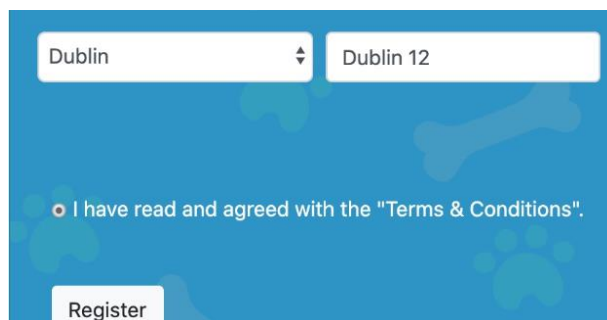 Dublin Dublin 12
I have read and agreed with the "Terms & Conditions".
Register